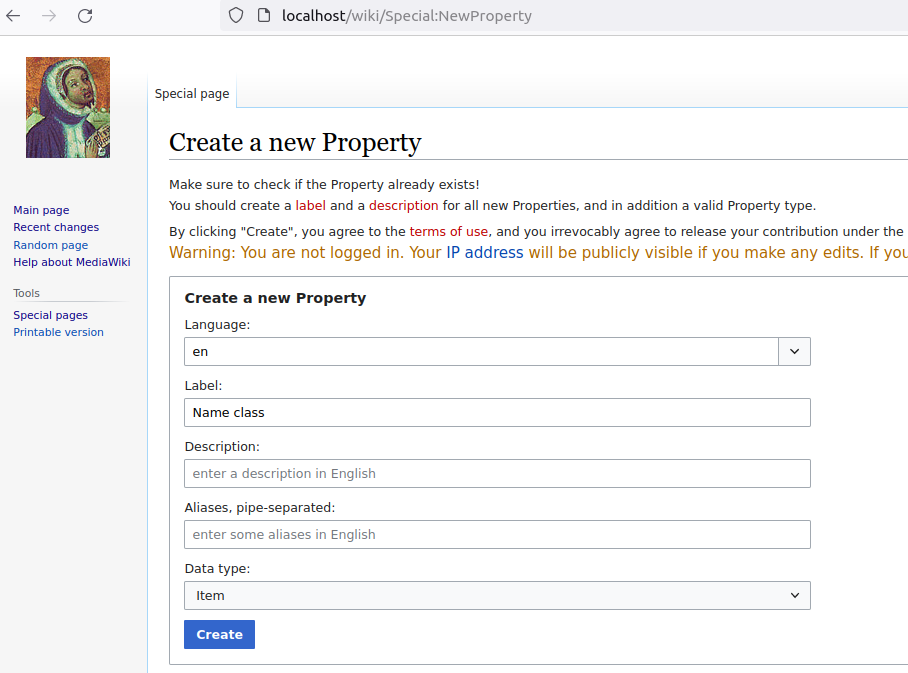 localhost/wiki/Special:NewProperty
Special page
Create a new Property
Make sure to check if the Property already exists!
You should create a label and a description for all new Properties, and in addition a valid Property type.
By clicking "Create", you agree to the terms of use, and you irrevocably agree to release your contribution under the
Warning: You are not logged in. Your IP address will be publicly visible if you make any edits. If you
Main page
Recent changes
Random page
Help about MediaWiki
Tools
Special pages
Printable version
Create a new Property
Language:
en
Label:
Name class
Description:
enter a description in English
Aliases, pipe-separated:
enter some aliases in English
Data type:
Item
Create